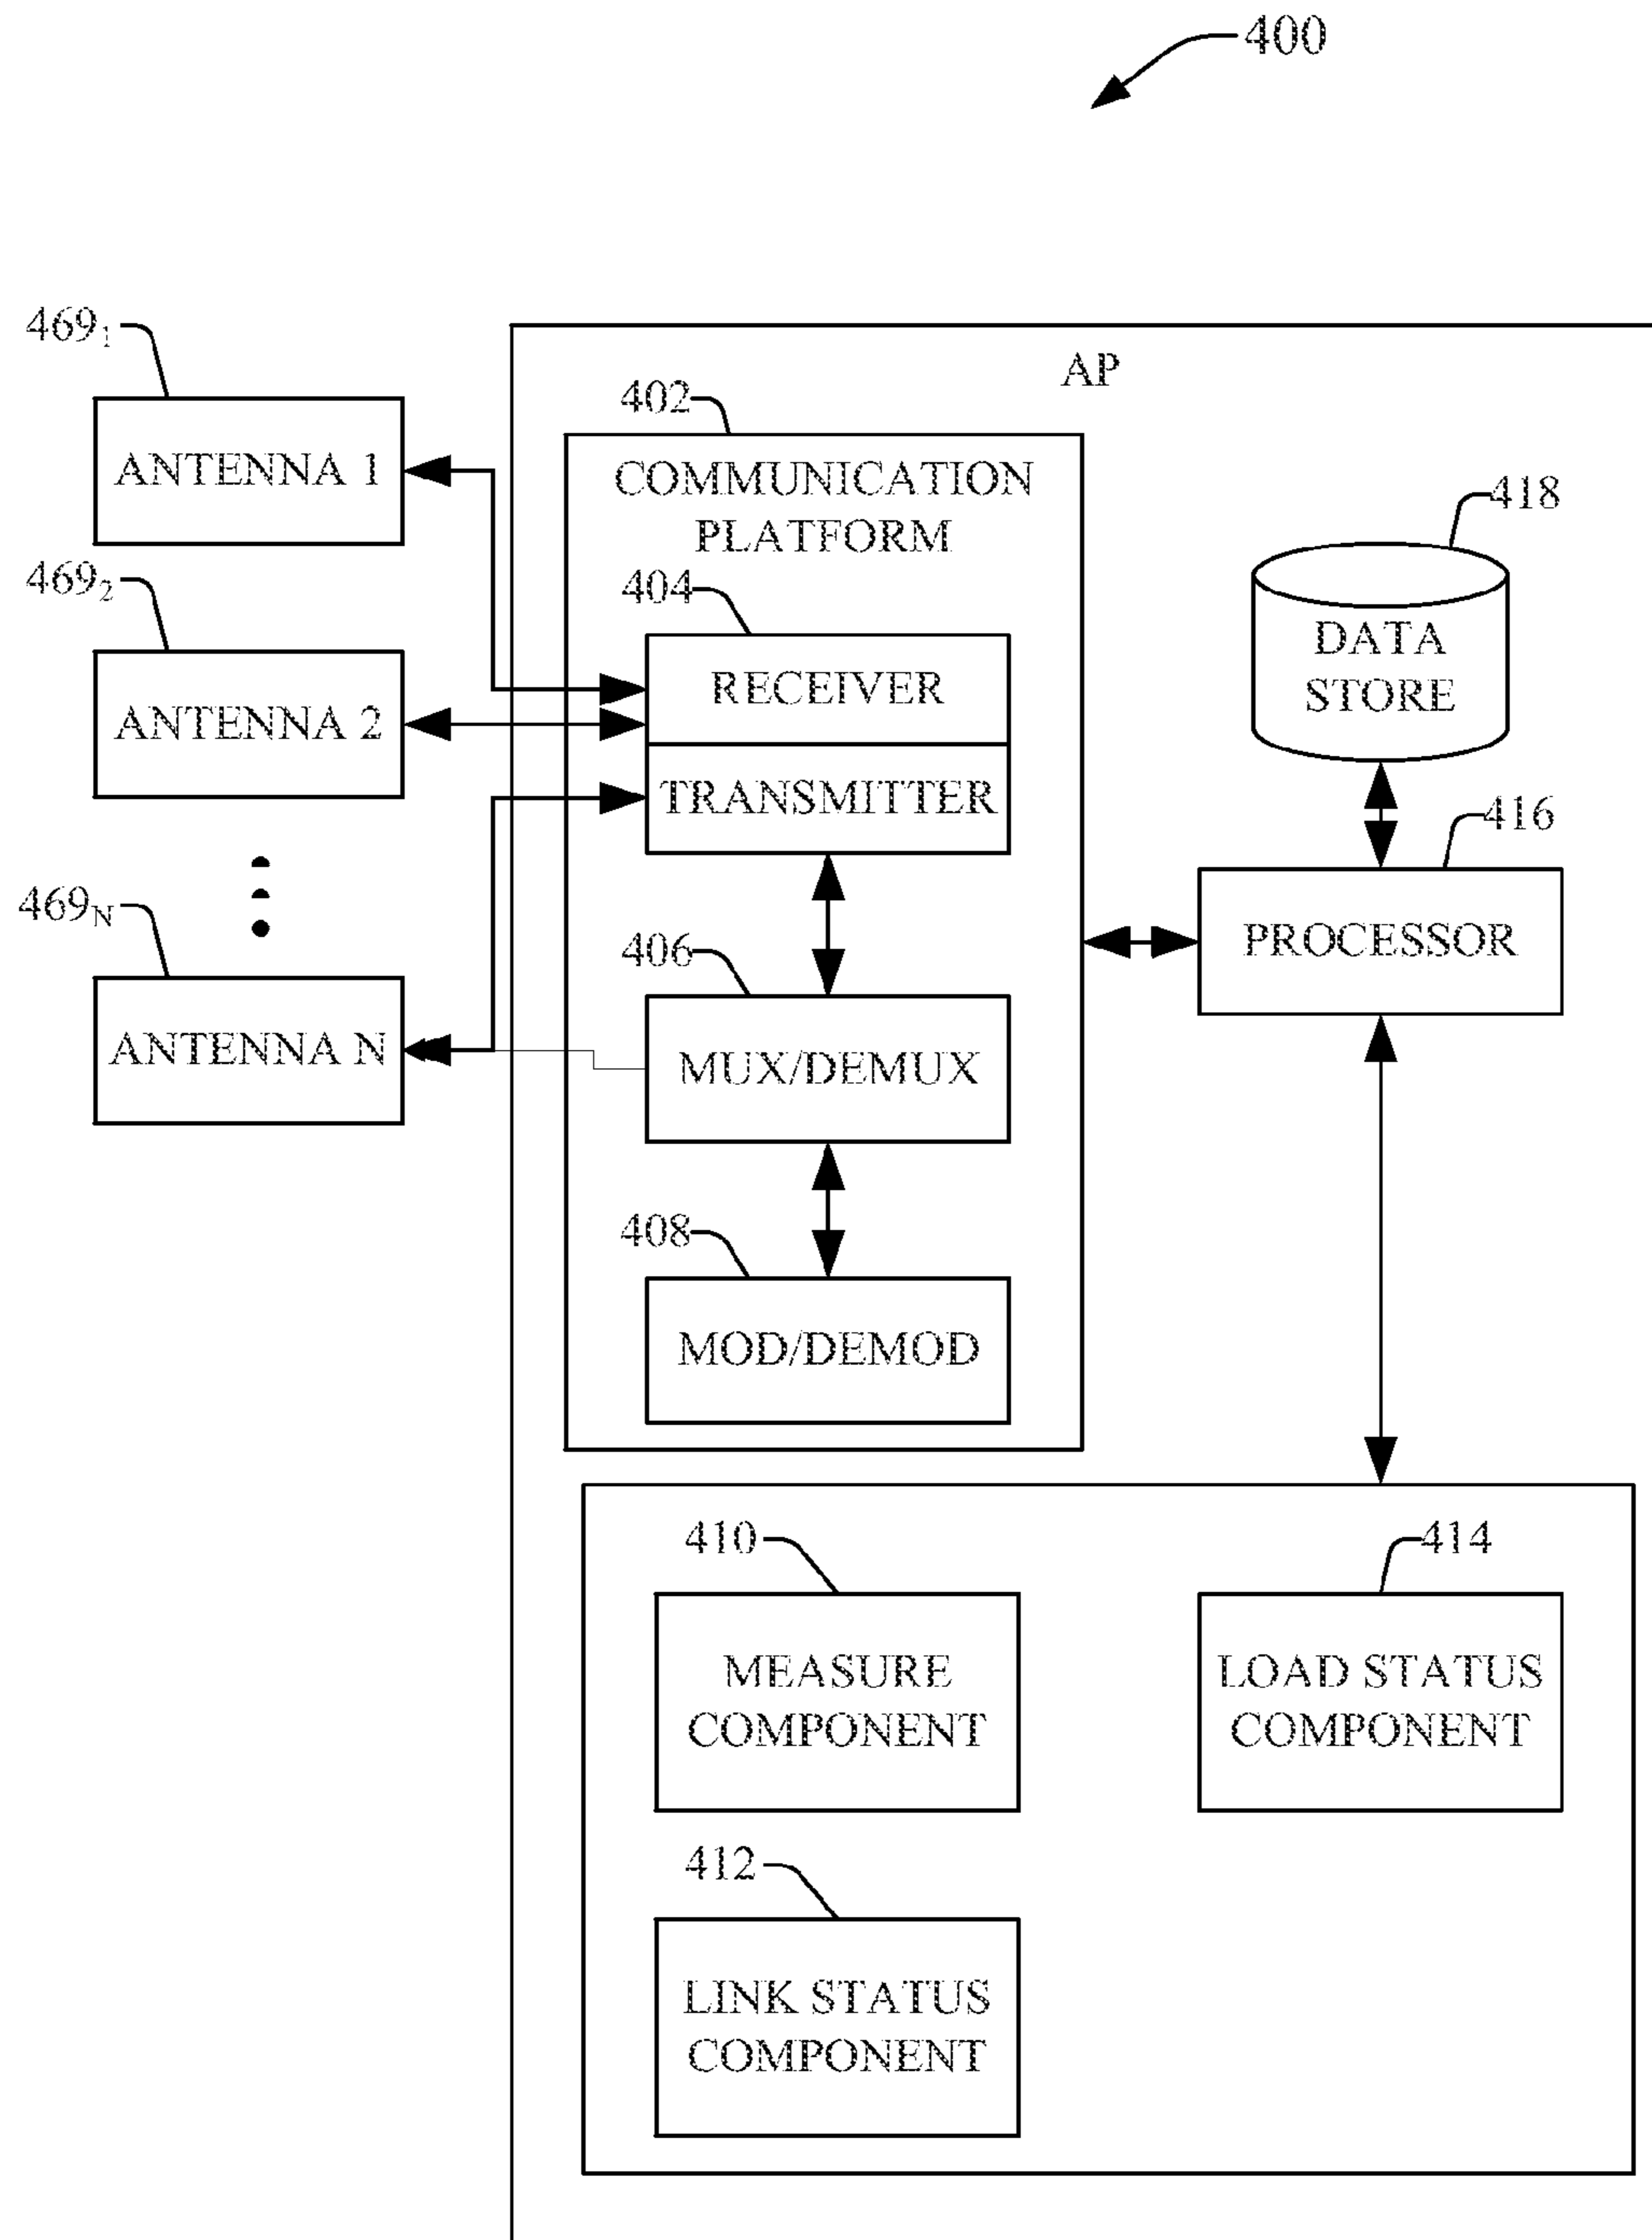 400
469₁
AP
402
ANTENNA 1
COMMUNICATION
PLATFORM
418
469₂
404
DATA
STORE
RECEIVER
ANTENNA 2
TRANSMITTER
416
469N
PROCESSOR
406
ANTENNA N
MUX/DEMUX
408
MOD/DEMOD
410
414
MEASURE
COMPONENT
LOAD STATUS
COMPONENT
412
LINK STATUS
COMPONENT